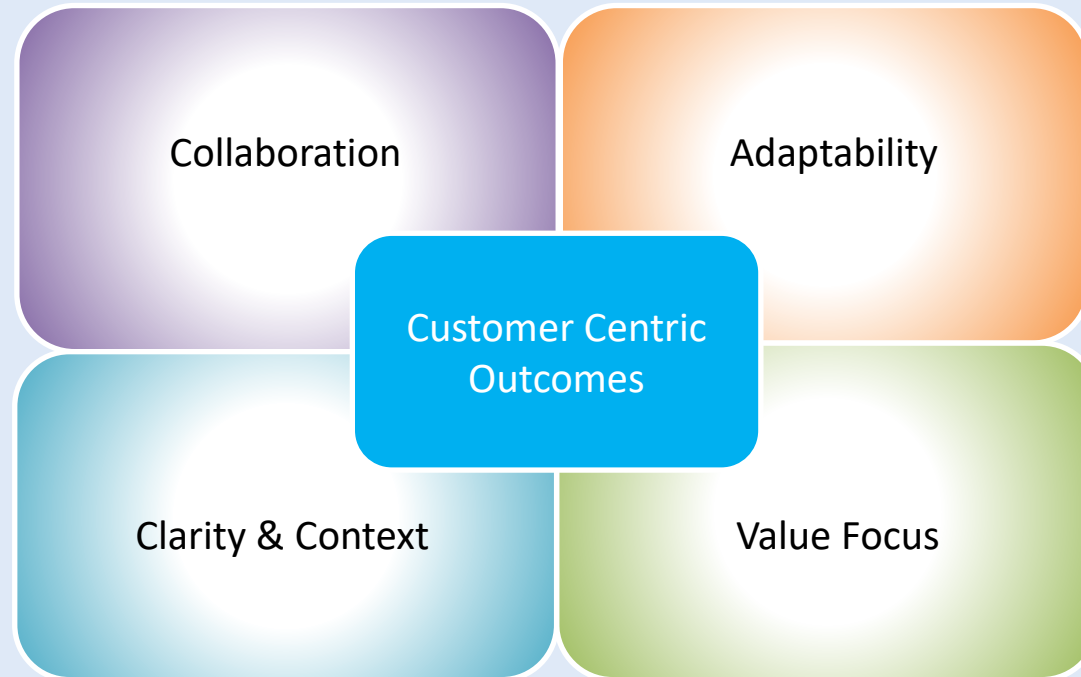 Collaboration
Adaptability
Customer Centric
Outcomes
Clarity & Context
Value Focus